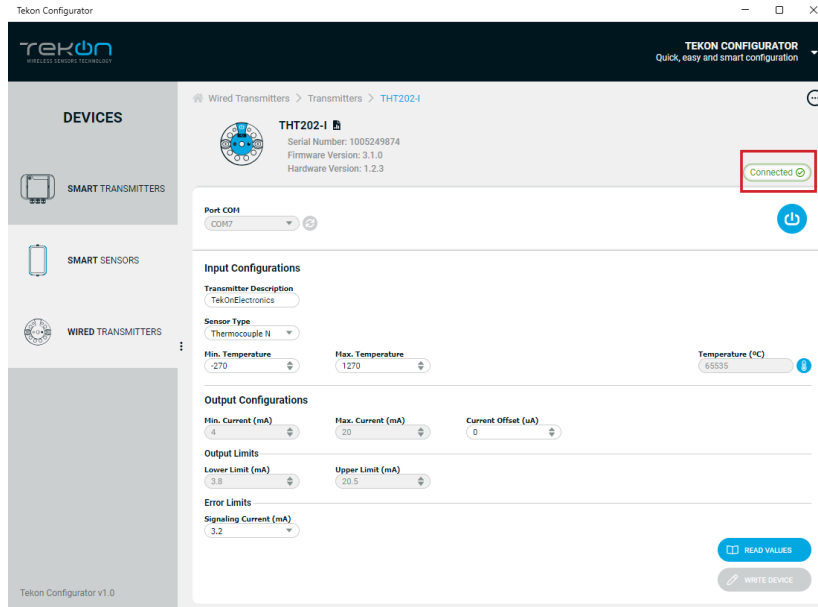 Tekon Configurator
Tekon
WIRELESS SENSORS TECHNOLOGY
TEKON CONFIGURATOR
Quick, easy and smart configuration
DEVICES
SMART TRANSMITTERS
SMART SENSORS
WIRED TRANSMITTERS
Tekon Configurator v1.0
Wired Transmitters > Transmitters > THT202-I
THT202-I
Serial Number: 1005249874
Firmware Version: 3.1.0
Hardware Version: 1.2.3
Connected
Port COM
COM7
Input Configurations
Transmitter Description
TekOnElectronics
Sensor Type
Thermocouple N
Min. Temperature Max. Temperature Temperature (ºC)
-270 1270 65535
Output Configurations
Min. Current (mA) Max. Current (mA) Current Offset (uA)
4 20 0
Output Limits
Lower Limit (mA) Upper Limit (mA)
3.8 20.5
Error Limits
Signaling Current (mA)
3.2
READ VALUES
WRITE DEVICE